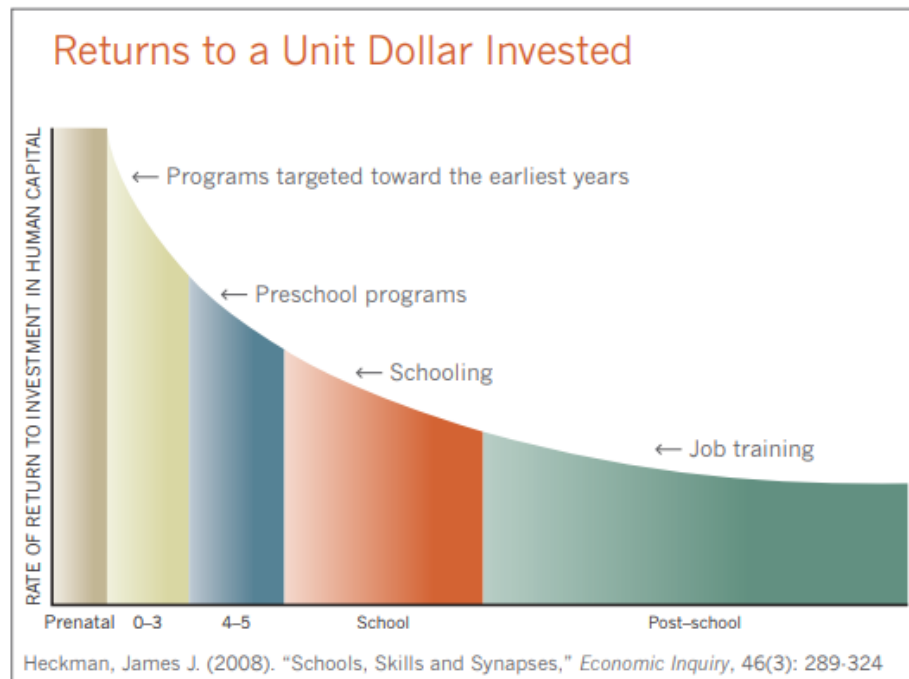 Returns to a Unit Dollar Invested
RATE OF RETURN TO INVESTMENT IN HUMAN CAPITAL
← Programs targeted toward the earliest years
← Preschool programs
← Schooling
← Job training
Prenatal 0–3 4–5 School Post–school
Heckman, James J. (2008). “Schools, Skills and Synapses,” Economic Inquiry, 46(3): 289-324